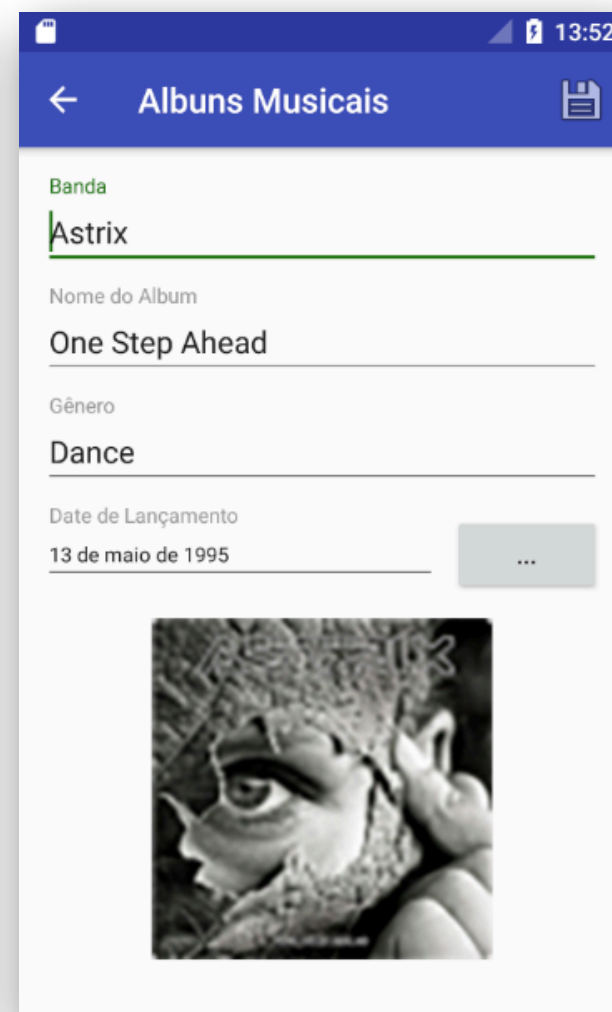 13:52
Albuns Musicais
Banda
Astrix
Nome do Album
One Step Ahead
Gênero
Dance
Date de Lançamento
13 de maio de 1995
...